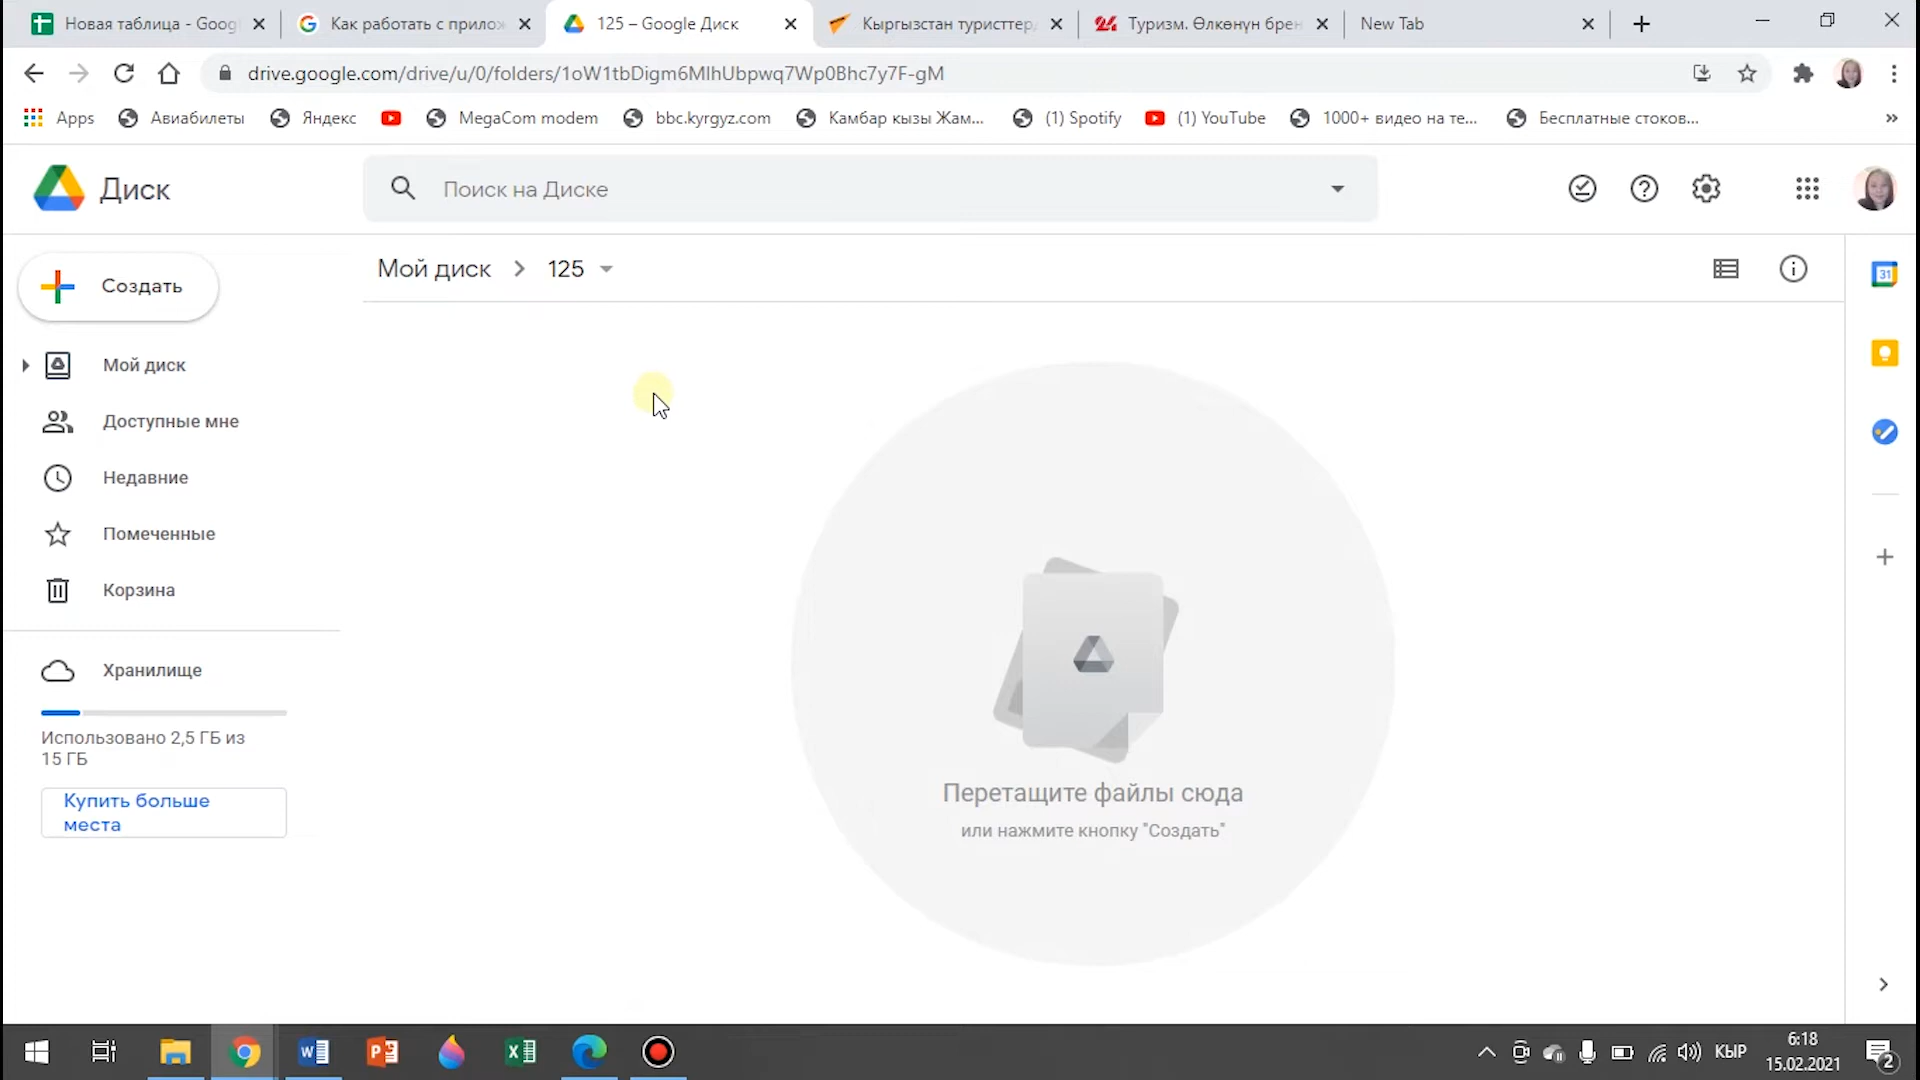 Новая таблица - Goog
Как работать с прилож
125 – Google Диск
Кыргызстан туристтер
Туризм. Өлкөнүн брен
New Tab
drive.google.com/drive/u/0/folders/1oW1tbDigm6MIhUbpwq7Wp0Bhc7y7F-gM
Apps
Авиабилеты
Яндекс
MegaCom modem
bbc.kyrgyz.com
Камбар кызы Жам...
(1) Spotify
(1) YouTube
1000+ видео на те...
Бесплатные стоков...
»
Диск
Поиск на Диске
Создать
Мой диск
125
31
Мой диск
Доступные мне
Недавние
Помеченные
Корзина
Хранилище
Использовано 2,5 ГБ из
15 ГБ
Купить больше
места
Перетащите файлы сюда
или нажмите кнопку "Создать"
КЫР
6:18
15.02.2021
2